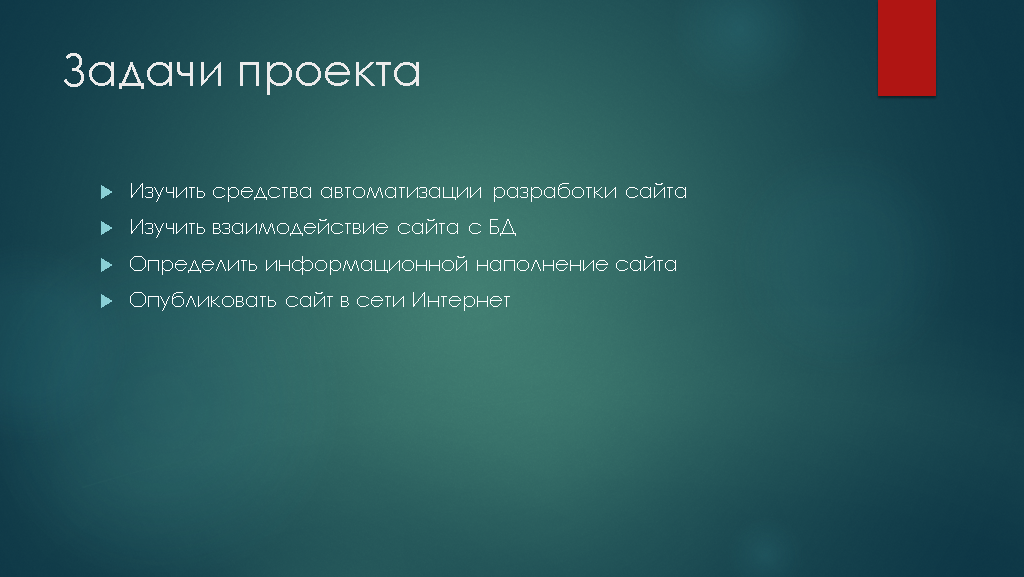 Задачи проекта
Изучить средства автоматизации разработки сайта
Изучить взаимодействие сайта с БД
Определить информационной наполнение сайта
Опубликовать сайт в сети Интернет